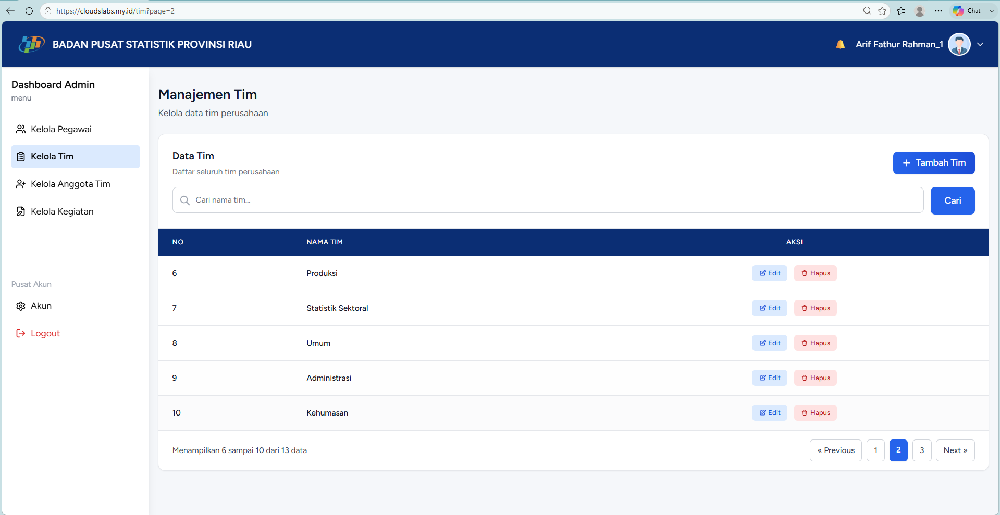 https://cloudslabs.my.id/tim?page=2
Chat
BADAN PUSAT STATISTIK PROVINSI RIAU
Arif Fathur Rahman_1
Dashboard Admin
menu
Kelola Pegawai
Kelola Tim
Kelola Anggota Tim
Kelola Kegiatan
Pusat Akun
Akun
Logout
Manajemen Tim
Kelola data tim perusahaan
Data Tim
Daftar seluruh tim perusahaan
+ Tambah Tim
Cari nama tim...
Cari
NO NAMA TIM AKSI
6 Produksi Edit Hapus
7 Statistik Sektoral Edit Hapus
8 Umum Edit Hapus
9 Administrasi Edit Hapus
10 Kehumasan Edit Hapus
Menampilkan 6 sampai 10 dari 13 data
« Previous 1 2 3 Next »